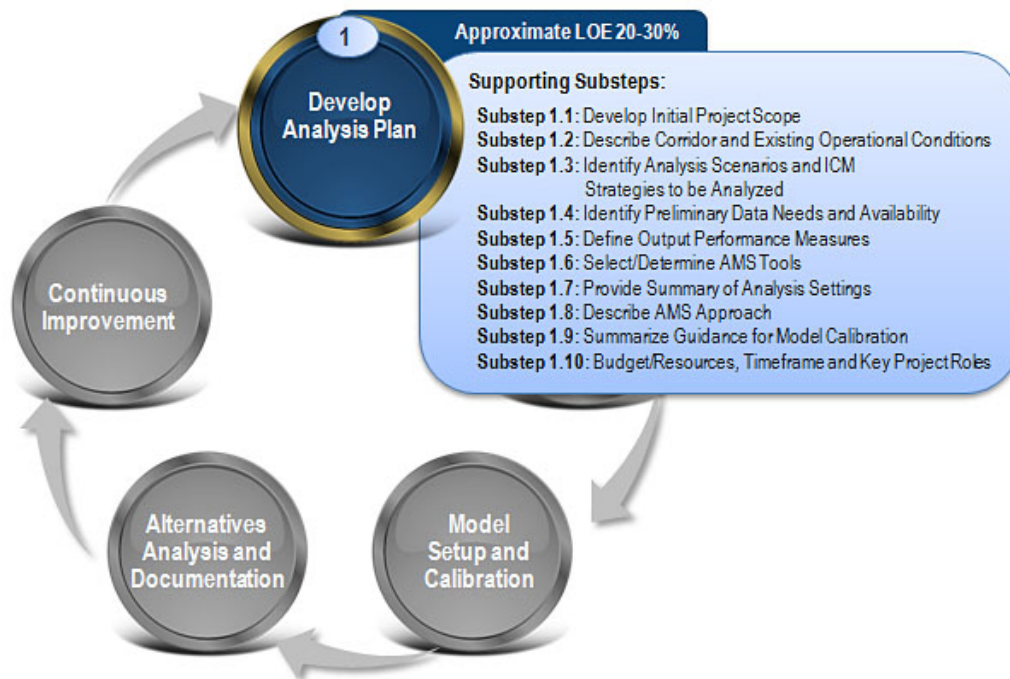 1
Approximate LOE 20-30%
Develop
Analysis Plan
Supporting Substeps:
Substep 1.1: Develop Initial Project Scope
Substep 1.2: Describe Corridor and Existing Operational Conditions
Substep 1.3: Identify Analysis Scenarios and ICM
Strategies to be Analyzed
Substep 1.4: Identify Preliminary Data Needs and Availability
Substep 1.5: Define Output Performance Measures
Substep 1.6: Select/Determine AMS Tools
Substep 1.7: Provide Summary of Analysis Settings
Substep 1.8: Describe AMS Approach
Substep 1.9: Summarize Guidance for Model Calibration
Substep 1.10: Budget/Resources, Timeframe and Key Project Roles
Continuous
Improvement
Alternatives
Analysis and
Documentation
Model
Setup and
Calibration